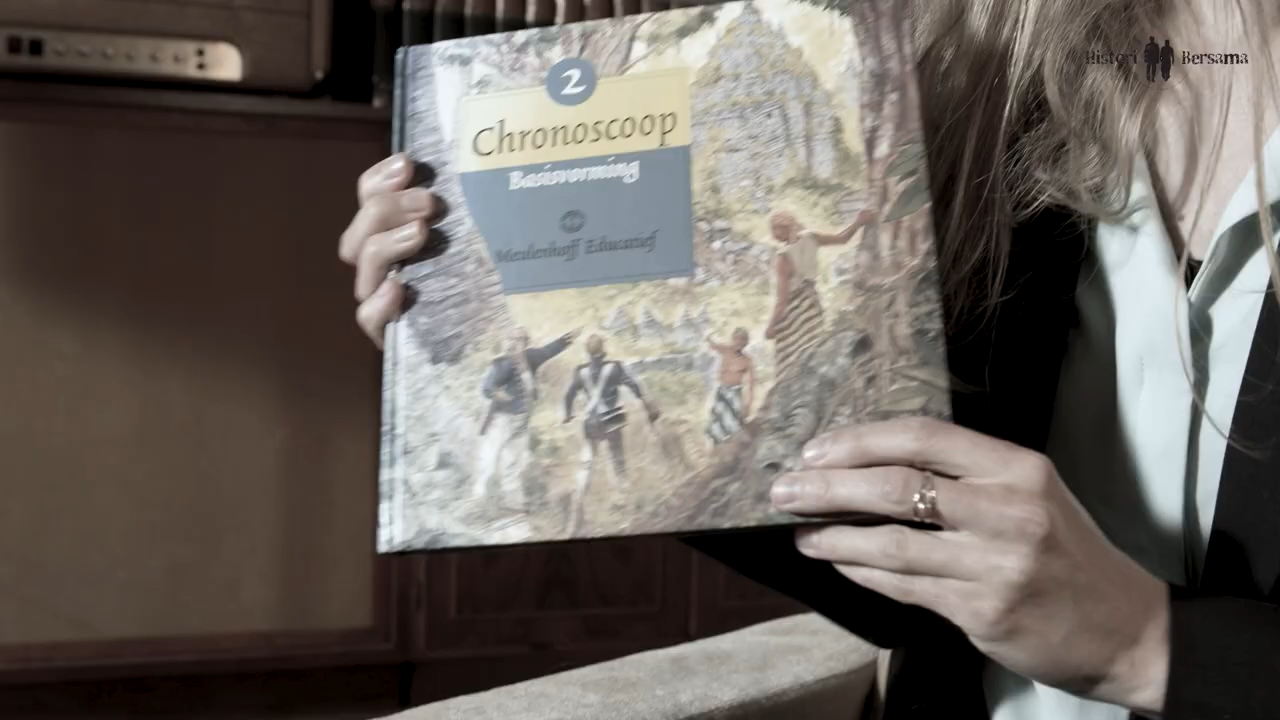 2
Chronoscoop
Basisvorming
Meulenhoff Educatief
Histori Bersama